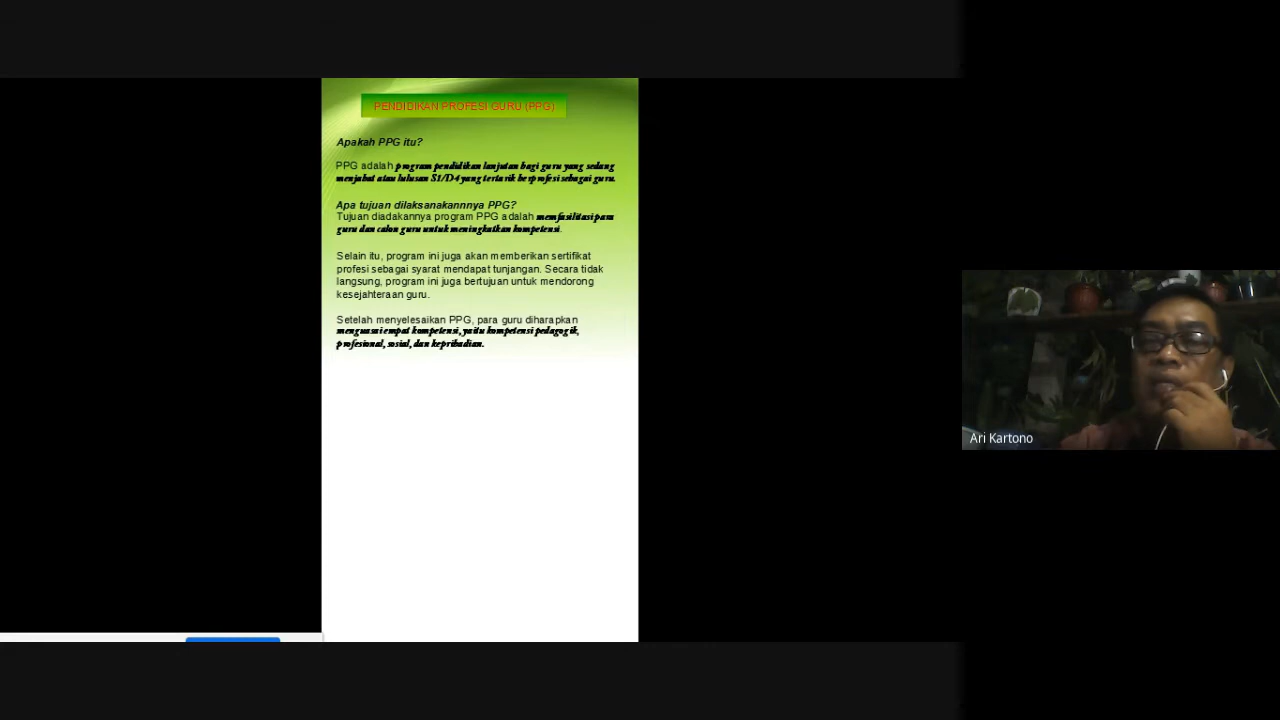 PENDIDIKAN PROFESI GURU (PPG)
Apakah PPG itu?
PPG adalah program pendidikan lanjutan bagi guru yang sedang
menjabat atau lulusan S1/D4 yang tertarik berprofesi sebagai guru.
Apa tujuan dilaksanakannnya PPG?
Tujuan diadakannya program PPG adalah memfasilitasi para
guru dan calon guru untuk meningkatkan kompetensi.
Selain itu, program ini juga akan memberikan sertifikat
profesi sebagai syarat mendapat tunjangan. Secara tidak
langsung, program ini juga bertujuan untuk mendorong
kesejahteraan guru.
Setelah menyelesaikan PPG, para guru diharapkan
menguasai empat kompetensi, yaitu kompetensi pedagogik,
profesional, sosial, dan kepribadian.
Ari Kartono